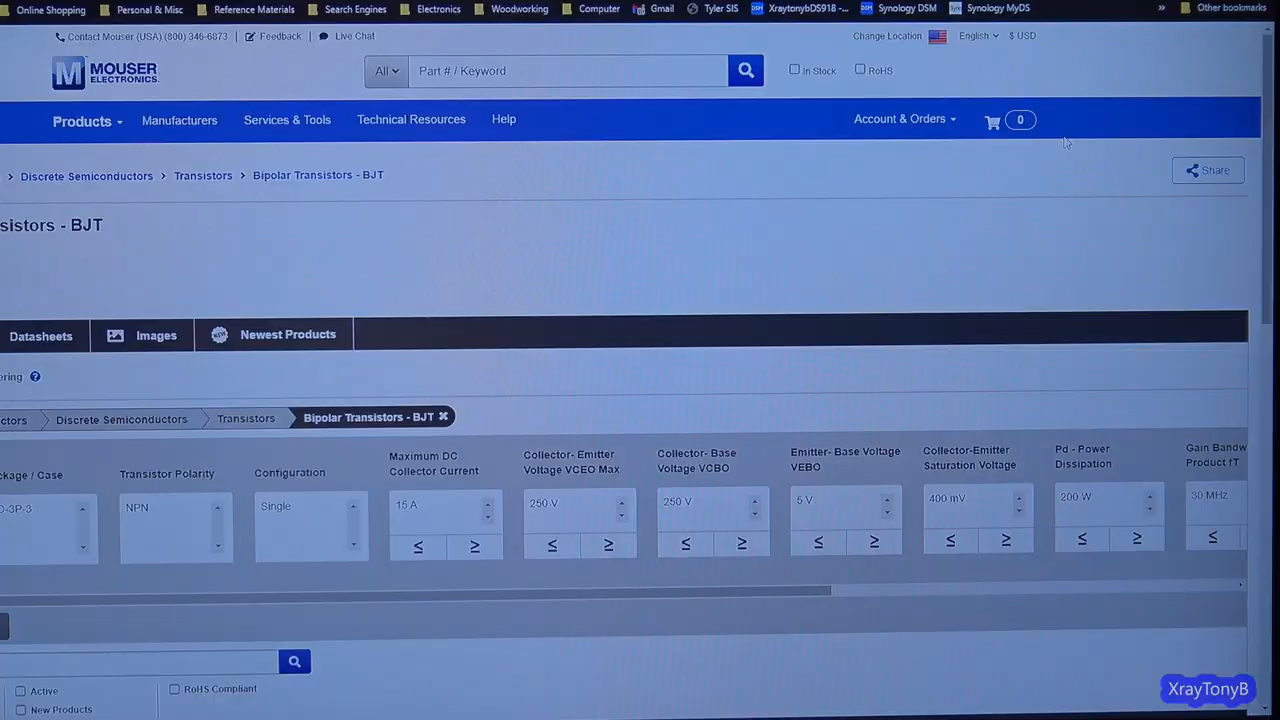 Online Shopping Personal & Misc Reference Materials Search Engines Electronics Woodworking Computer Gmail Tyler SIS XraytonybDS918 -... Synology DSM Synology MyDS » Other bookmarks
Contact Mouser (USA) (800) 346-6873 | Feedback | Live Chat
Change Location English $ USD
MOUSER
ELECTRONICS
All
Part # / Keyword
In Stock
RoHS
Products Manufacturers Services & Tools Technical Resources Help
Account & Orders 0
> Discrete Semiconductors > Transistors > Bipolar Transistors - BJT
Share
sistors - BJT
Datasheets Images Newest Products
ering
ctors Discrete Semiconductors Transistors Bipolar Transistors - BJT ✖
ckage / Case
Transistor Polarity
Configuration
Maximum DC
Collector Current
Collector- Emitter
Voltage VCEO Max
Collector- Base
Voltage VCBO
Emitter- Base Voltage
VEBO
Collector-Emitter
Saturation Voltage
Pd - Power
Dissipation
Gain Bandw
Product fT
O-3P-3 NPN Single 15 A 250 V 250 V 5 V 400 mV 200 W 30 MHz
≤ ≥ ≤ ≥ ≤ ≥ ≤ ≥ ≤ ≥ ≤ ≥ ≤
Active
RoHS Compliant
New Products
XrayTonyB